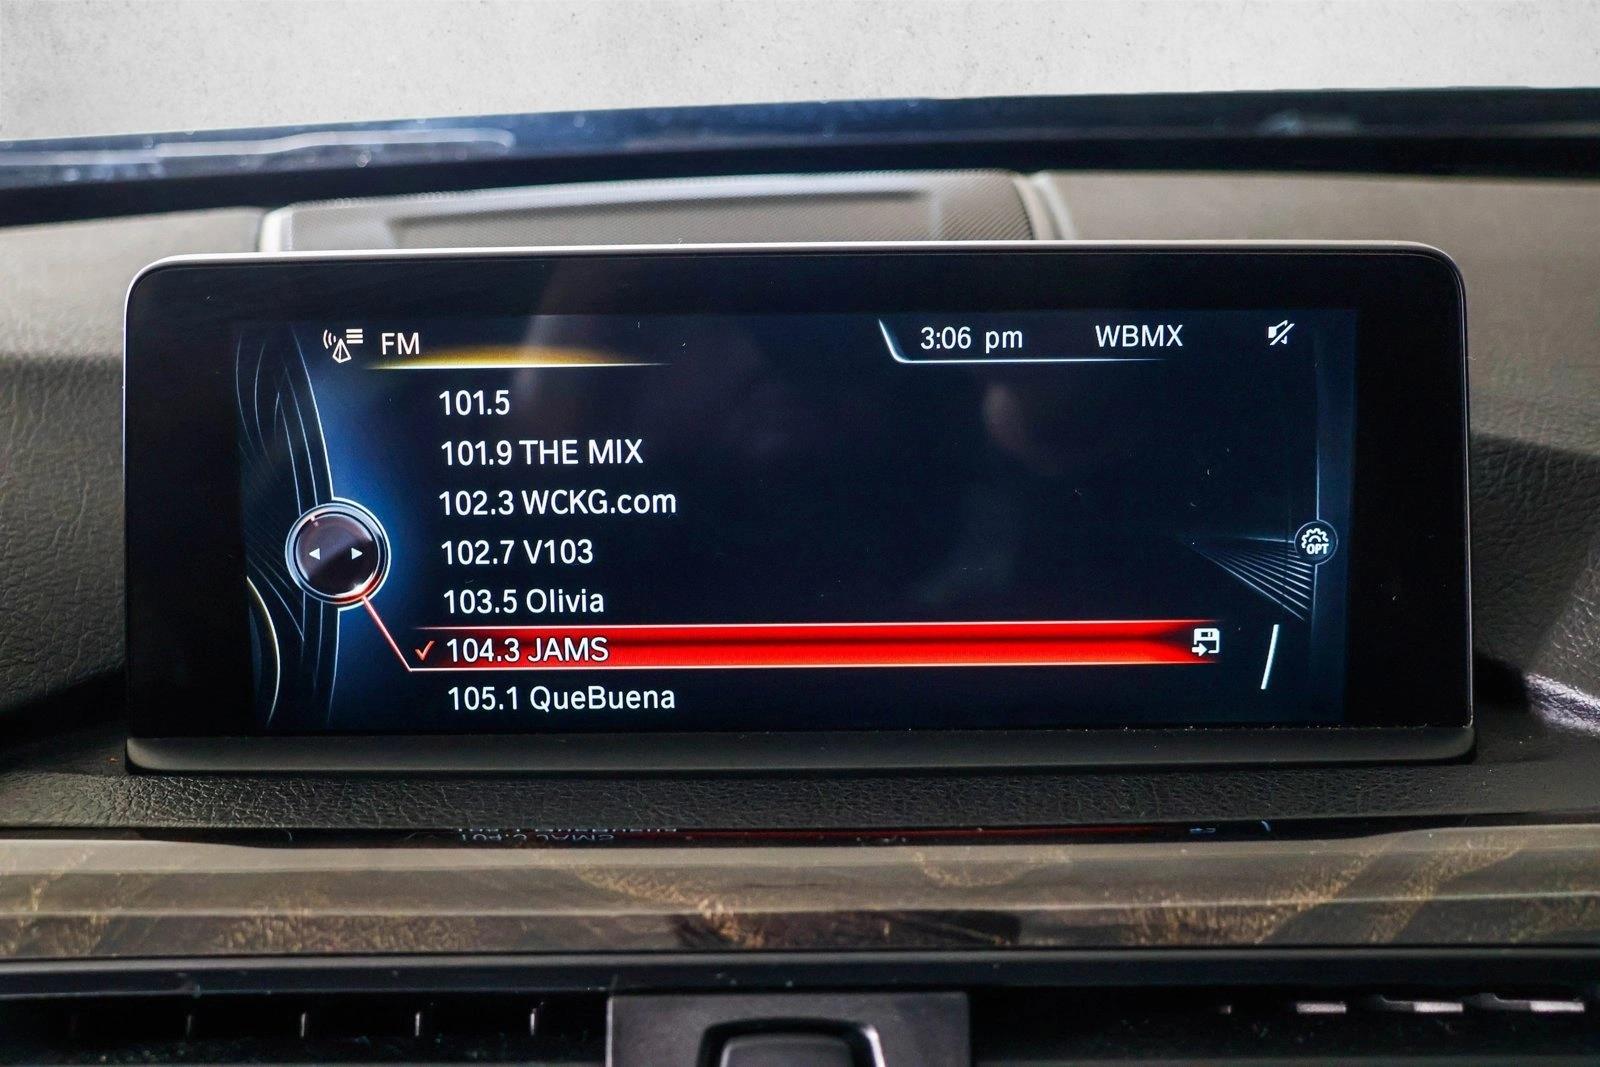 FM
3:06 pm
WBMX
101.5
101.9 THE MIX
102.3 WCKG.com
102.7 V103
103.5 Olivia
104.3 JAMS
105.1 QueBuena
OPT